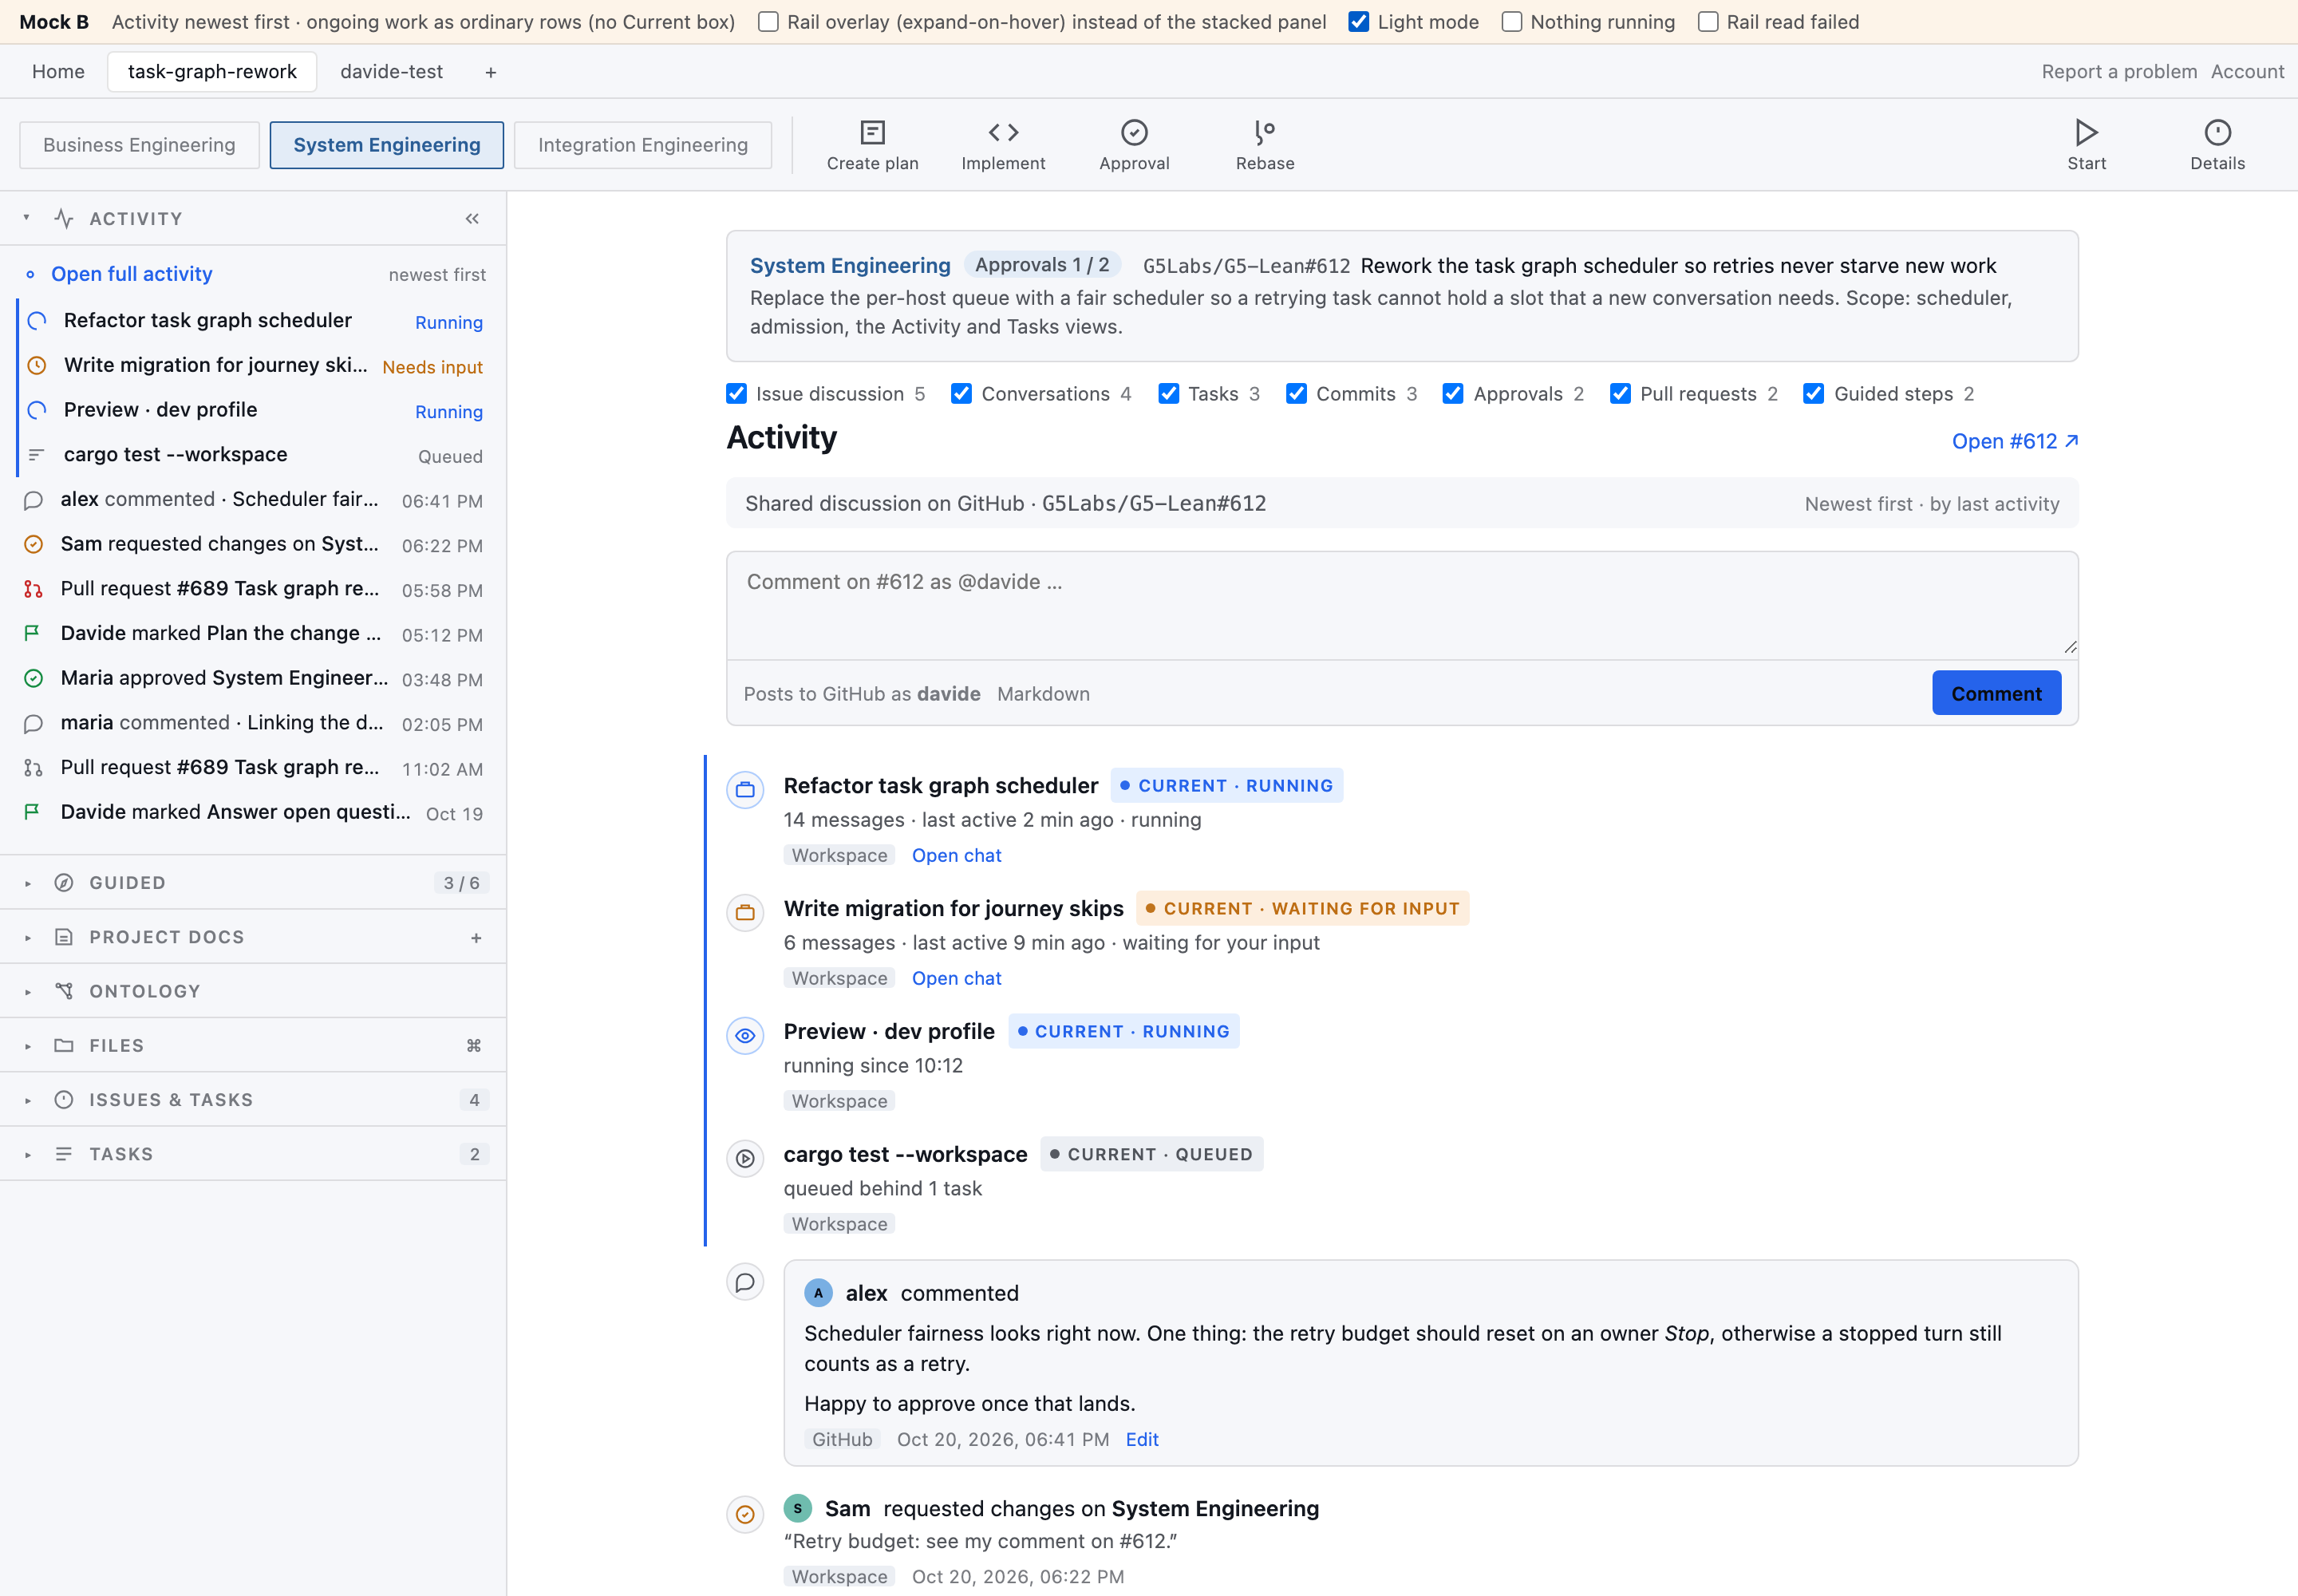 Mock B Activity newest first · ongoing work as ordinary rows (no Current box) Rail overlay (expand-on-hover) instead of the stacked panel Light mode Nothing running Rail read failed
Home task-graph-rework davide-test + Report a problem Account
Business Engineering System Engineering Integration Engineering Create plan Implement Approval Rebase Start Details
ACTIVITY
Open full activity newest first
Refactor task graph scheduler Running
Write migration for journey ski... Needs input
Preview · dev profile Running
cargo test --workspace Queued
alex commented · Scheduler fair... 06:41 PM
Sam requested changes on Syst... 06:22 PM
Pull request #689 Task graph re... 05:58 PM
Davide marked Plan the change ... 05:12 PM
Maria approved System Engineer... 03:48 PM
maria commented · Linking the d... 02:05 PM
Pull request #689 Task graph re... 11:02 AM
Davide marked Answer open questi... Oct 19
GUIDED 3 / 6
PROJECT DOCS +
ONTOLOGY
FILES ⌘
ISSUES & TASKS 4
TASKS 2
System Engineering Approvals 1 / 2 G5Labs/G5-Lean#612 Rework the task graph scheduler so retries never starve new work
Replace the per-host queue with a fair scheduler so a retrying task cannot hold a slot that a new conversation needs. Scope: scheduler,
admission, the Activity and Tasks views.
Issue discussion 5 Conversations 4 Tasks 3 Commits 3 Approvals 2 Pull requests 2 Guided steps 2
Activity Open #612 ↗
Shared discussion on GitHub · G5Labs/G5-Lean#612 Newest first · by last activity
Comment on #612 as @davide ...
Posts to GitHub as davide Markdown Comment
Refactor task graph scheduler CURRENT · RUNNING
14 messages · last active 2 min ago · running
Workspace Open chat
Write migration for journey skips CURRENT · WAITING FOR INPUT
6 messages · last active 9 min ago · waiting for your input
Workspace Open chat
Preview · dev profile CURRENT · RUNNING
running since 10:12
Workspace
cargo test --workspace CURRENT · QUEUED
queued behind 1 task
Workspace
A alex commented
Scheduler fairness looks right now. One thing: the retry budget should reset on an owner Stop, otherwise a stopped turn still
counts as a retry.
Happy to approve once that lands.
GitHub Oct 20, 2026, 06:41 PM Edit
S Sam requested changes on System Engineering
“Retry budget: see my comment on #612.”
Workspace Oct 20, 2026, 06:22 PM